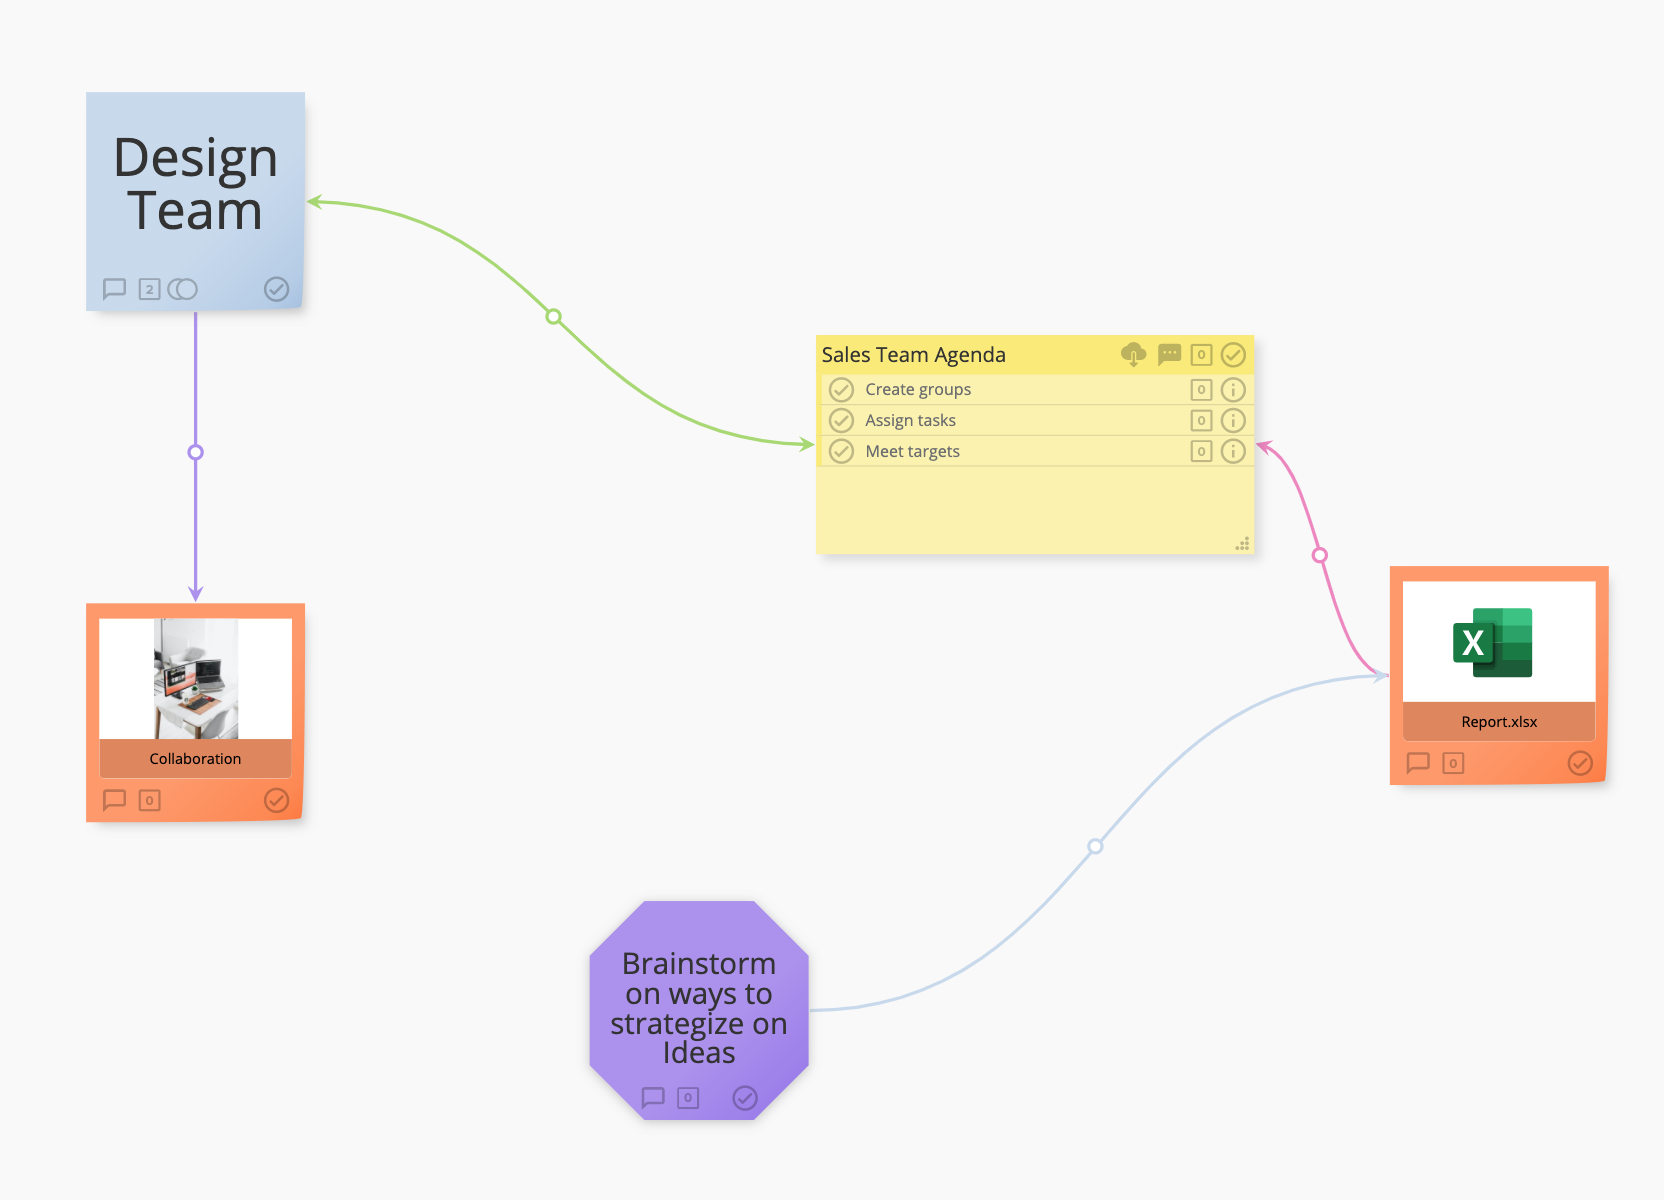 Design
Team
2
Sales Team Agenda
0
Create groups
0
Assign tasks
0
Meet targets
0
Collaboration
0
X
Report.xlsx
0
Brainstorm
on ways to
strategize on
Ideas
0